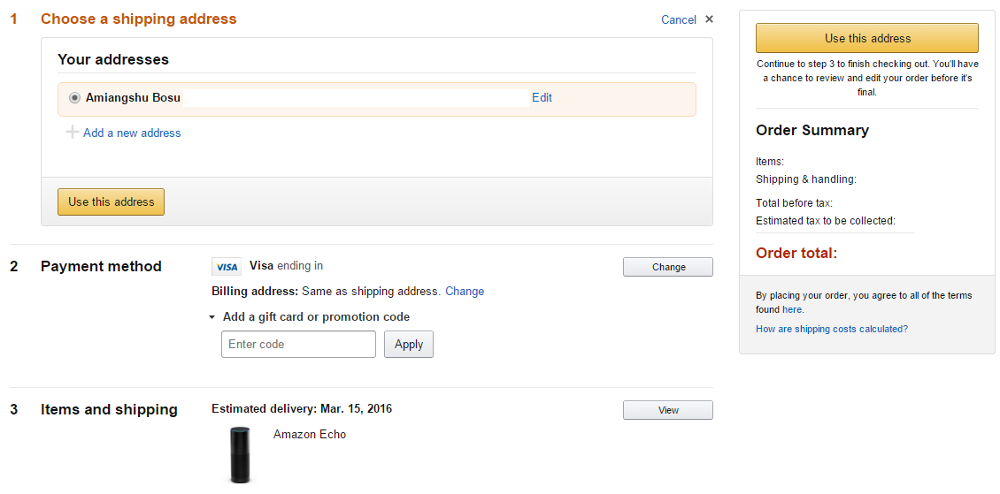 1 Choose a shipping address
Cancel ×
Your addresses
Amiangshu Bosu Edit
Add a new address
Use this address
2 Payment method
VISA Visa ending in
Change
Billing address: Same as shipping address. Change
Add a gift card or promotion code
Enter code Apply
3 Items and shipping
Estimated delivery: Mar. 15, 2016
View
Amazon Echo
Use this address
Continue to step 3 to finish checking out. You'll have
a chance to review and edit your order before it's
final.
Order Summary
Items:
Shipping & handling:
Total before tax:
Estimated tax to be collected:
Order total:
By placing your order, you agree to all of the terms
found here.
How are shipping costs calculated?